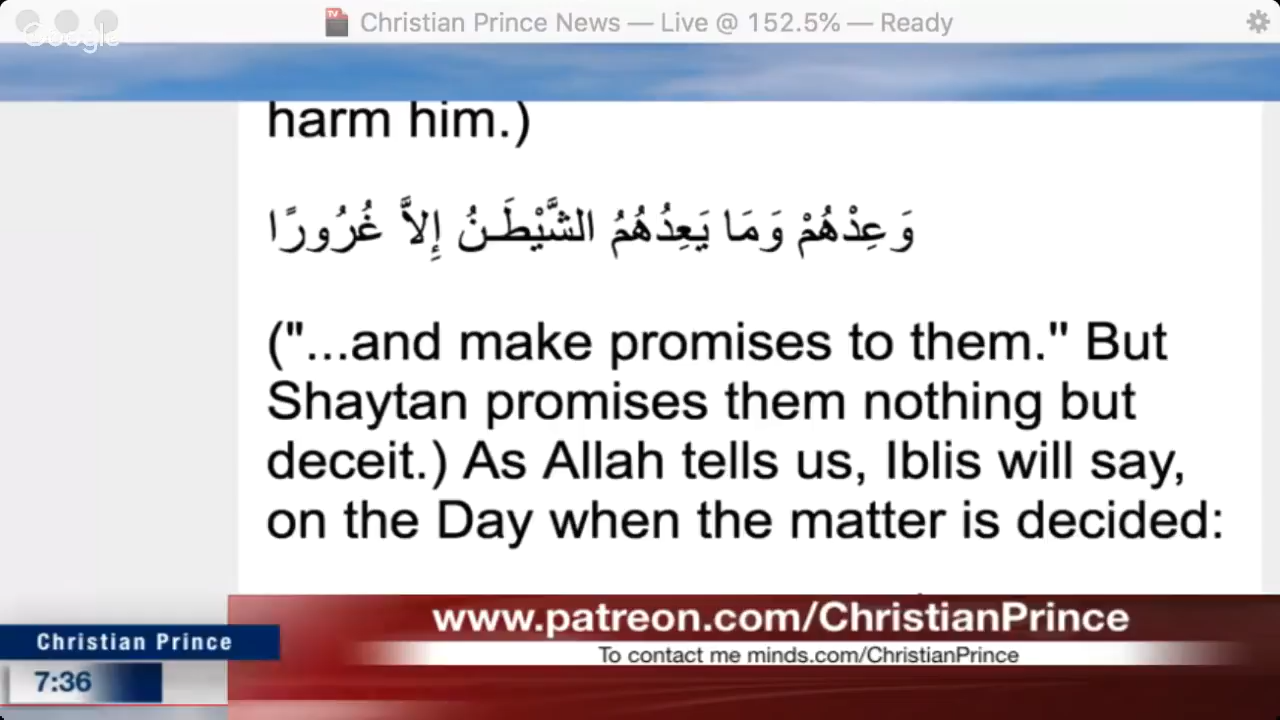 Christian Prince News — Live @ 152.5% — Ready
Google
harm him.)
وَعِدْهُمْ وَمَا يَعِدُهُمُ الشَّيْطَـنُ إِلاَّ غُرُورًا
("...and make promises to them." But
Shaytan promises them nothing but
deceit.) As Allah tells us, Iblis will say,
on the Day when the matter is decided:
www.patreon.com/ChristianPrince
To contact me minds.com/ChristianPrince
Christian Prince
7:36